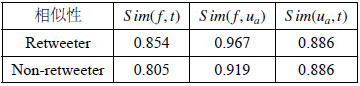 相似性 Sim(f,t) Sim(f,u_a) Sim(u_a,t)
Retweeter 0.854 0.967 0.886
Non-retweeter 0.805 0.919 0.886